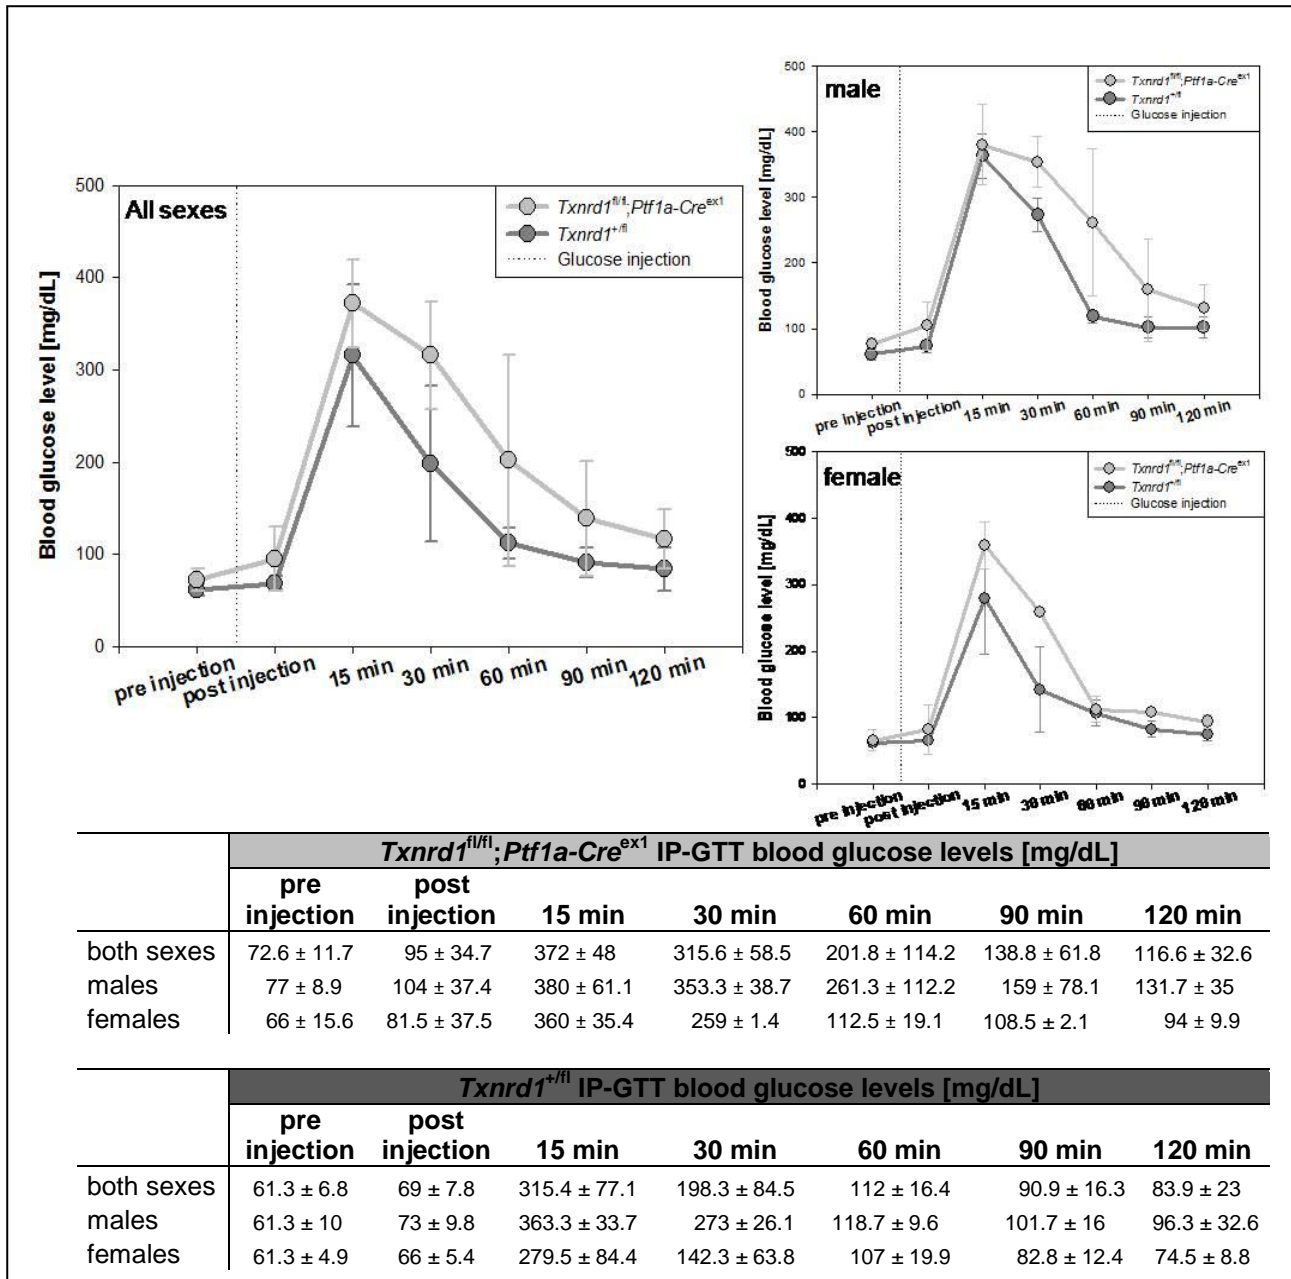 All sexes
Blood glucose level [mg/dL]
500
400
300
200
100
0
Txnrd1fl/fl;Ptf1a-Creex1
Txnrd1+/fl
Glucose injection
pre injection post injection 15 min 30 min 60 min 90 min 120 min
male
Blood glucose level [mg/dL]
500
400
300
200
100
0
Txnrd1fl/fl;Ptf1a-Creex1
Txnrd1+/fl
Glucose injection
pre injection post injection 15 min 30 min 60 min 90 min 120 min
female
Blood glucose level [mg/dL]
500
400
300
200
100
0
Txnrd1fl/fl;Ptf1a-Creex1
Txnrd1+/fl
Glucose injection
pre injection post injection 15 min 30 min 60 min 90 min 120 min
Txnrd1fl/fl;Ptf1a-Creex1 IP-GTT blood glucose levels [mg/dL]
pre injection post injection 15 min 30 min 60 min 90 min 120 min
both sexes 72.6 ± 11.7 95 ± 34.7 372 ± 48 315.6 ± 58.5 201.8 ± 114.2 138.8 ± 61.8 116.6 ± 32.6
males 77 ± 8.9 104 ± 37.4 380 ± 61.1 353.3 ± 38.7 261.3 ± 112.2 159 ± 78.1 131.7 ± 35
females 66 ± 15.6 81.5 ± 37.5 360 ± 35.4 259 ± 1.4 112.5 ± 19.1 108.5 ± 2.1 94 ± 9.9
Txnrd1+/fl IP-GTT blood glucose levels [mg/dL]
pre injection post injection 15 min 30 min 60 min 90 min 120 min
both sexes 61.3 ± 6.8 69 ± 7.8 315.4 ± 77.1 198.3 ± 84.5 112 ± 16.4 90.9 ± 16.3 83.9 ± 23
males 61.3 ± 10 73 ± 9.8 363.3 ± 33.7 273 ± 26.1 118.7 ± 9.6 101.7 ± 16 96.3 ± 32.6
females 61.3 ± 4.9 66 ± 5.4 279.5 ± 84.4 142.3 ± 63.8 107 ± 19.9 82.8 ± 12.4 74.5 ± 8.8